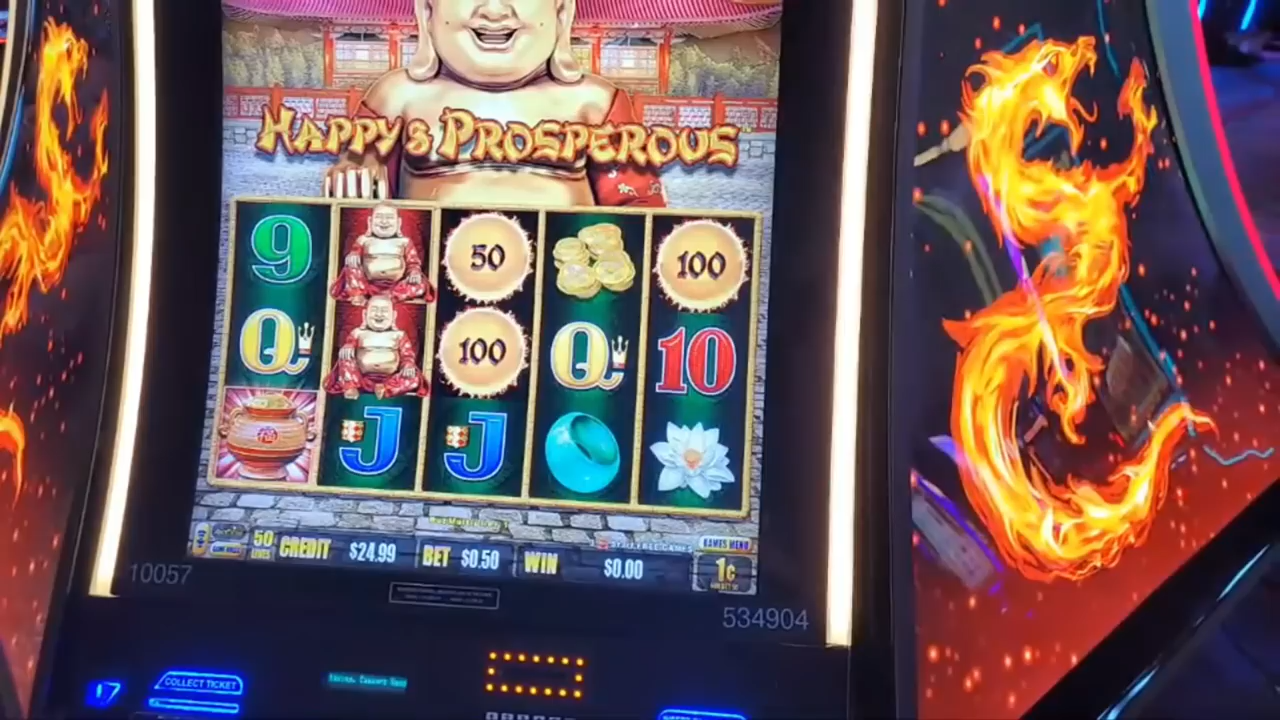 HAPPY & PROSPEROUS™
9 50 100
Q 100 Q 10
J J
50 LINES CREDIT $24.99 BET $0.50 WIN $0.00
GAMES MENU
1¢
10057
534904
COLLECT TICKET